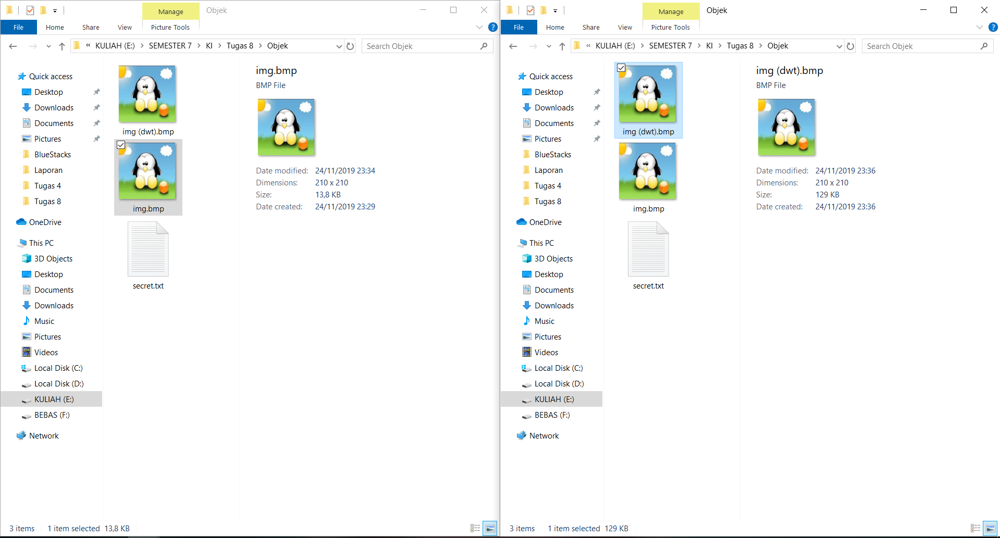 Manage
Objek
File
Home
Share
View
Picture Tools
« KULIAH (E:) > SEMESTER 7 > KI > Tugas 8 > Objek
Search Objek
Quick access
Desktop
Downloads
Documents
Pictures
BlueStacks
Laporan
Tugas 4
Tugas 8
OneDrive
This PC
3D Objects
Desktop
Documents
Downloads
Music
Pictures
Videos
Local Disk (C:)
Local Disk (D:)
KULIAH (E:)
BEBAS (F:)
Network
img (dwt).bmp
img.bmp
secret.txt
img.bmp
BMP File
Date modified: 24/11/2019 23:34
Dimensions: 210 x 210
Size: 13,8 KB
Date created: 24/11/2019 23:29
3 items 1 item selected 13,8 KB
Manage
Objek
File
Home
Share
View
Picture Tools
« KULIAH (E:) > SEMESTER 7 > KI > Tugas 8 > Objek
Search Objek
Quick access
Desktop
Downloads
Documents
Pictures
BlueStacks
Laporan
Tugas 4
Tugas 8
OneDrive
This PC
3D Objects
Desktop
Documents
Downloads
Music
Pictures
Videos
Local Disk (C:)
Local Disk (D:)
KULIAH (E:)
BEBAS (F:)
Network
img (dwt).bmp
img.bmp
secret.txt
img (dwt).bmp
BMP File
Date modified: 24/11/2019 23:36
Dimensions: 210 x 210
Size: 129 KB
Date created: 24/11/2019 23:36
3 items 1 item selected 129 KB